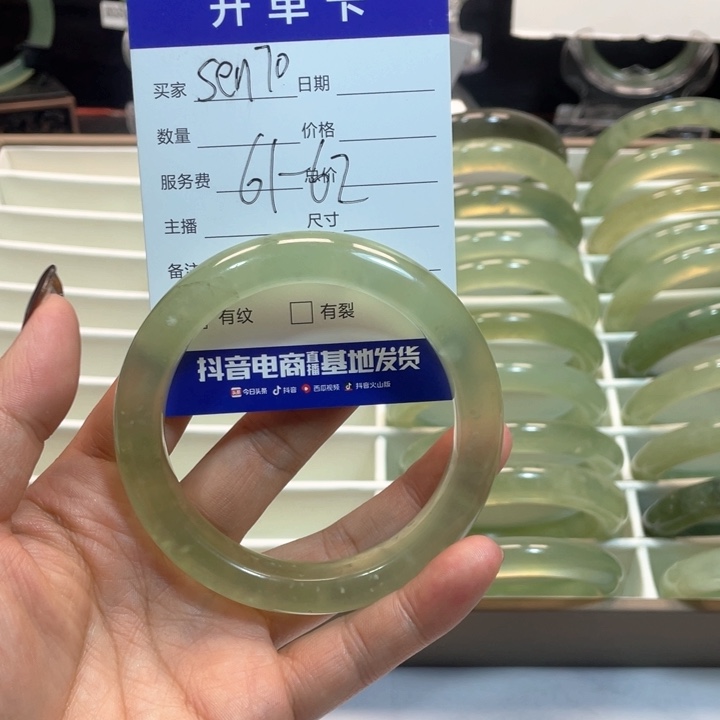 开单卡
买家 sen70 日期
数量 价格
服务费 61-62 总价
主播 尺寸
备注
有纹 有裂
抖音电商直播基地发货
今日头条 抖音 西瓜视频 抖音火山版